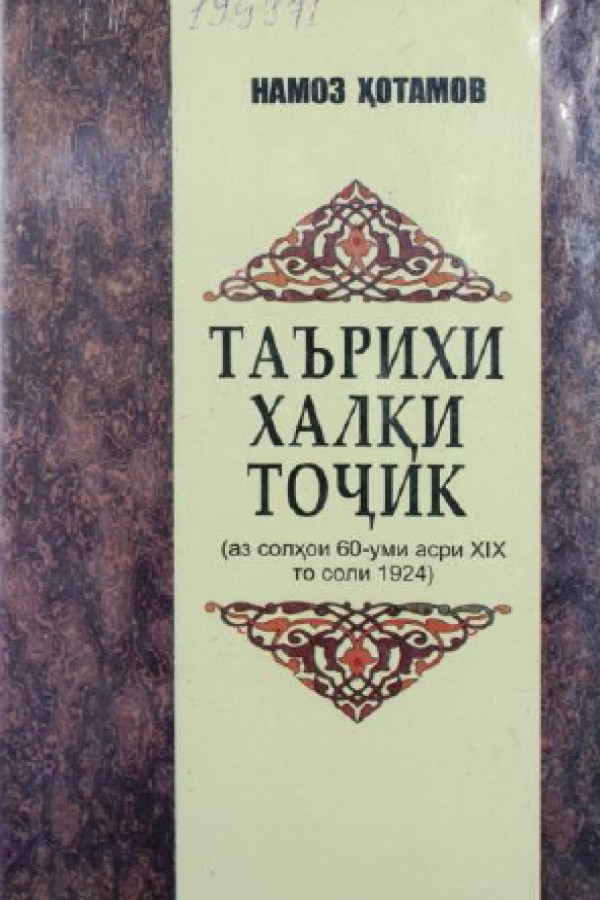 НАМОЗ ҲОТАМОВ
ТАЪРИХИ
ХАЛҚИ
ТОҶИК
(аз солҳои 60-уми асри XIX
то соли 1924)